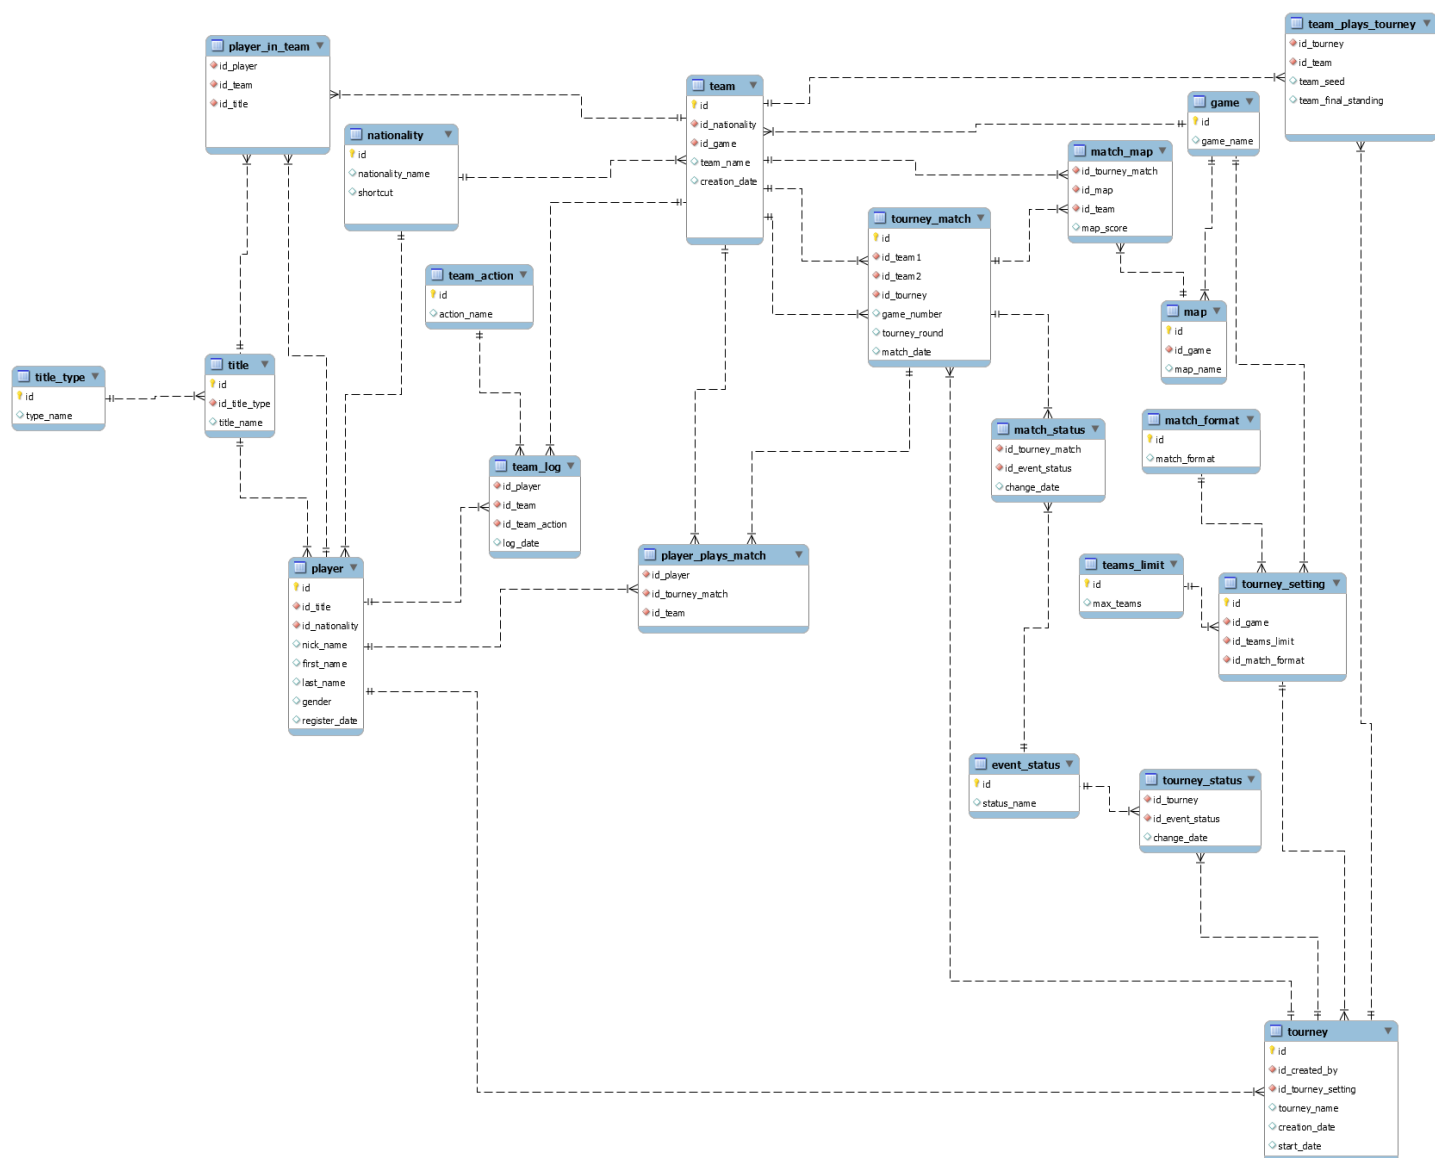 player_in_team
id_player
id_team
id_title
nationality
id
nationality_name
shortcut
team
id
id_nationality
id_game
team_name
creation_date
team_plays_tourney
id_tourney
id_team
team_seed
team_final_standing
game
id
game_name
match_map
id_tourney_match
id_map
id_team
map_score
tourney_match
id
id_team1
id_team2
id_tourney
game_number
tourney_round
match_date
team_action
id
action_name
map
id
id_game
map_name
title_type
id
type_name
title
id
id_title_type
title_name
match_status
id_tourney_match
id_event_status
change_date
match_format
id
match_format
team_log
id_player
id_team
id_team_action
log_date
player
id
id_title
id_nationality
nick_name
first_name
last_name
gender
register_date
player_plays_match
id_player
id_tourney_match
id_team
teams_limit
id
max_teams
tourney_setting
id
id_game
id_teams_limit
id_match_format
event_status
id
status_name
tourney_status
id_tourney
id_event_status
change_date
tourney
id
id_created_by
id_tourney_setting
tourney_name
creation_date
start_date